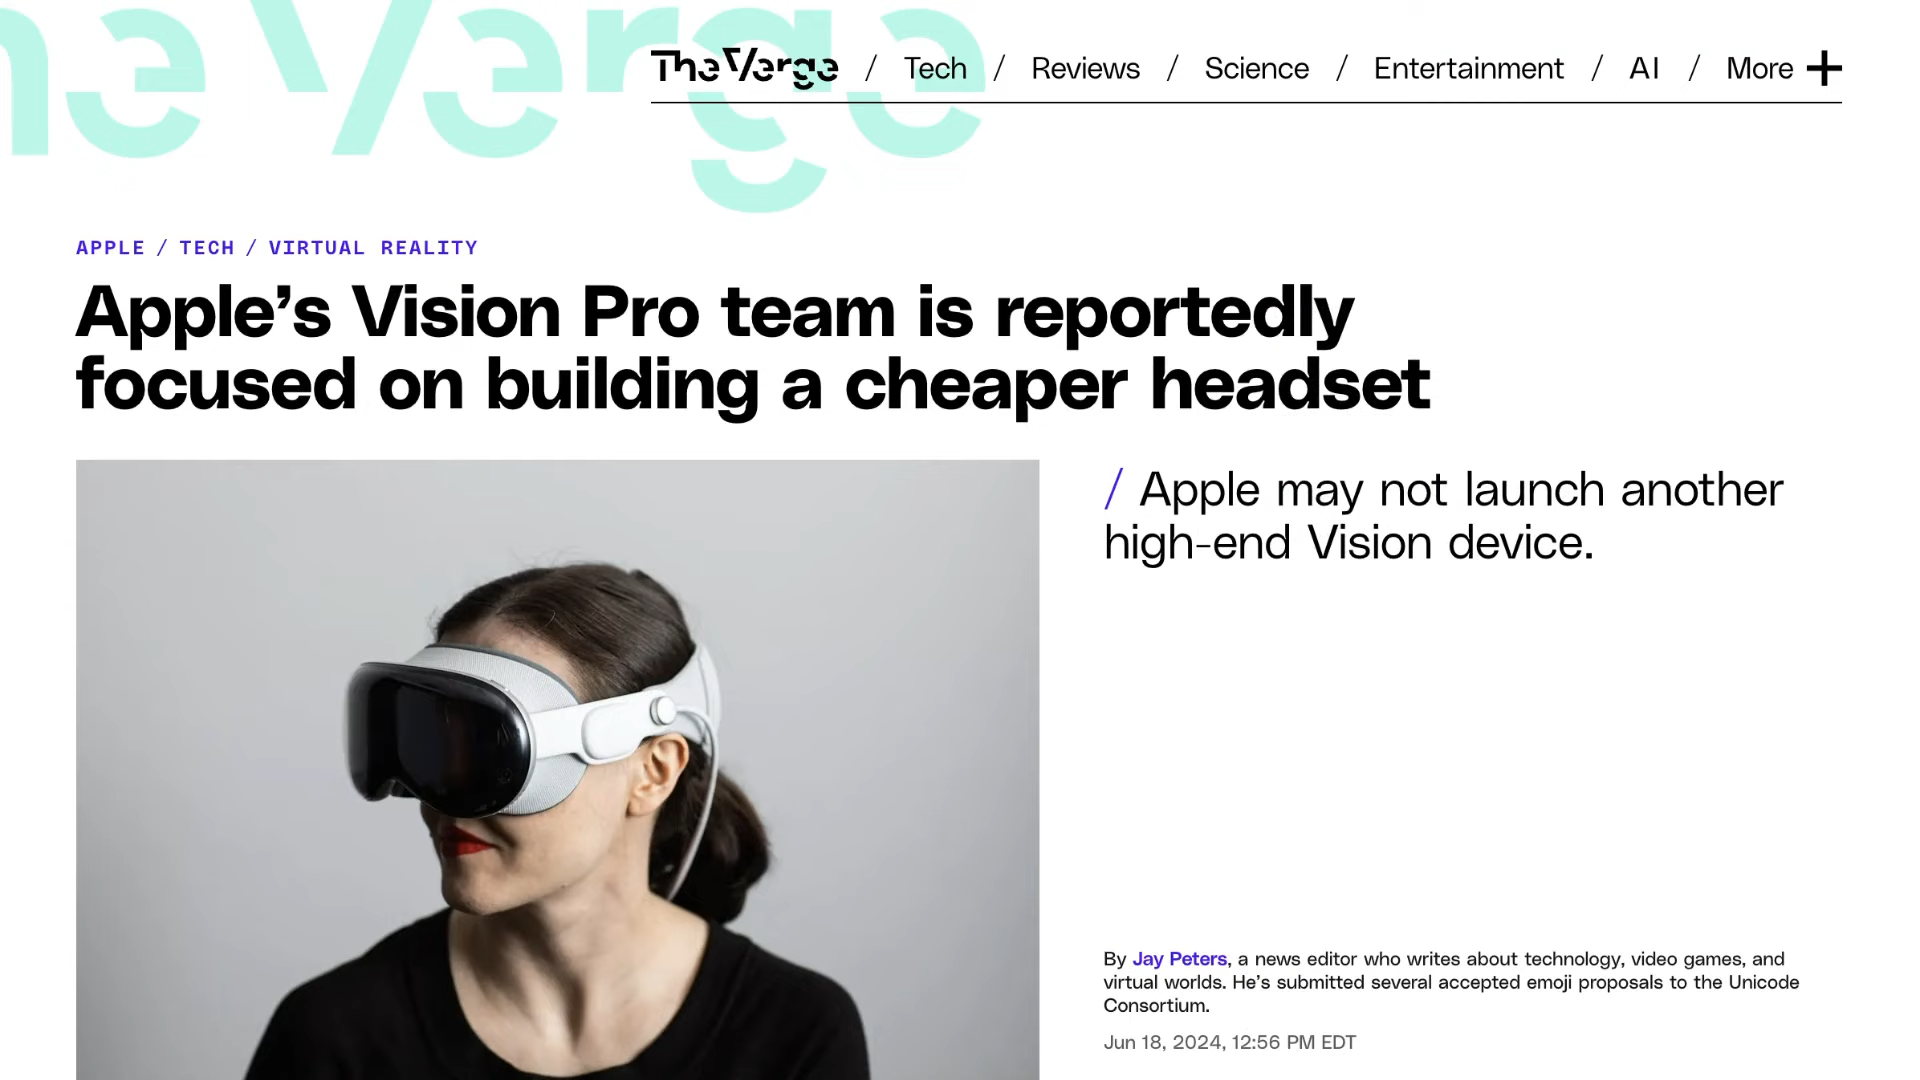 The Verge
The Verge / Tech / Reviews / Science / Entertainment / AI / More +
APPLE / TECH / VIRTUAL REALITY
Apple’s Vision Pro team is reportedly
focused on building a cheaper headset
/ Apple may not launch another
high-end Vision device.
By Jay Peters, a news editor who writes about technology, video games, and
virtual worlds. He’s submitted several accepted emoji proposals to the Unicode
Consortium.
Jun 18, 2024, 12:56 PM EDT